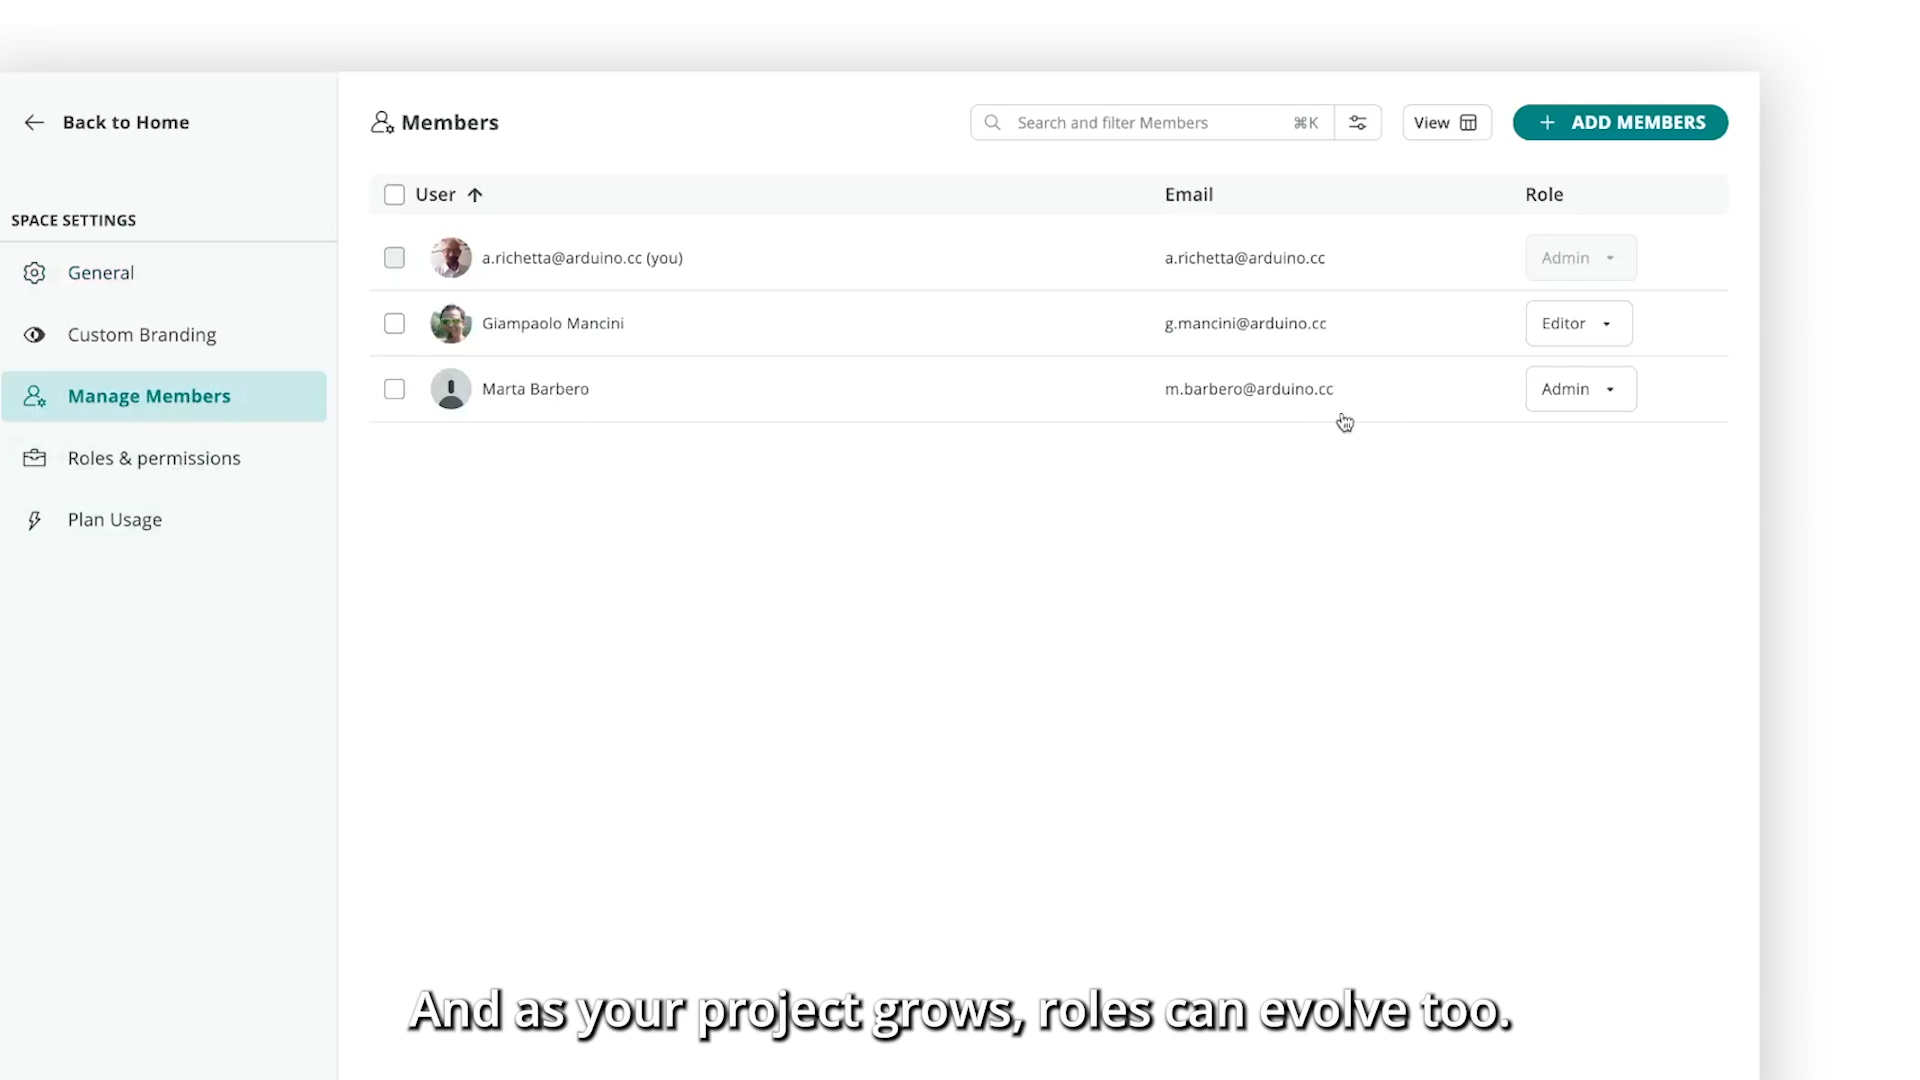 Back to Home
SPACE SETTINGS
General
Custom Branding
Manage Members
Roles & permissions
Plan Usage
Members
Search and filter Members ⌘K
View
+ ADD MEMBERS
User ↑ Email Role
a.richetta@arduino.cc (you) a.richetta@arduino.cc Admin
Giampaolo Mancini g.mancini@arduino.cc Editor
Marta Barbero m.barbero@arduino.cc Admin
And as your project grows, roles can evolve too.